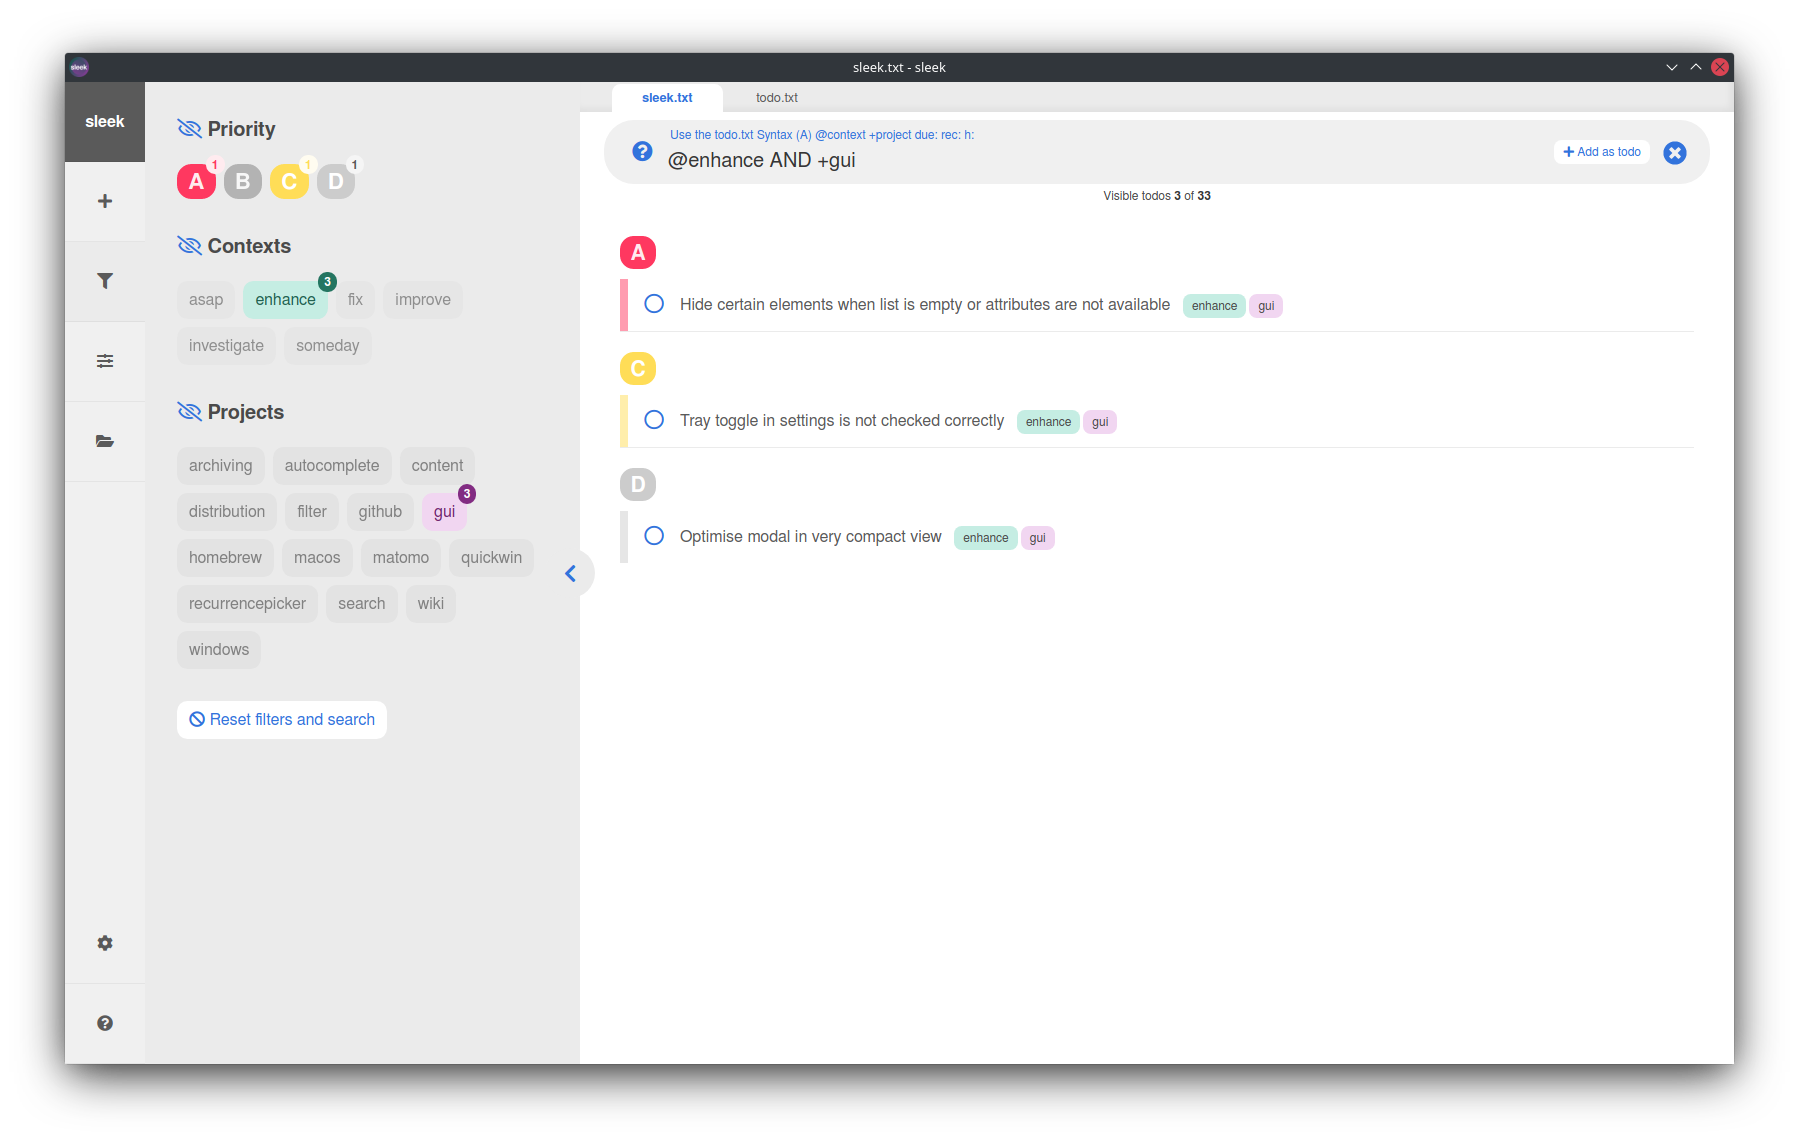 sleek
sleek.txt - sleek
sleek
sleek.txt todo.txt
Priority
A 1 B C 1 D 1
Contexts
asap enhance 3 fix improve
investigate someday
Projects
archiving autocomplete content
distribution filter github gui 3
homebrew macos matomo quickwin
recurrencepicker search wiki
windows
Reset filters and search
Use the todo.txt Syntax (A) @context +project due: rec: h:
@enhance AND +gui
Add as todo
Visible todos 3 of 33
A
Hide certain elements when list is empty or attributes are not available enhance gui
C
Tray toggle in settings is not checked correctly enhance gui
D
Optimise modal in very compact view enhance gui